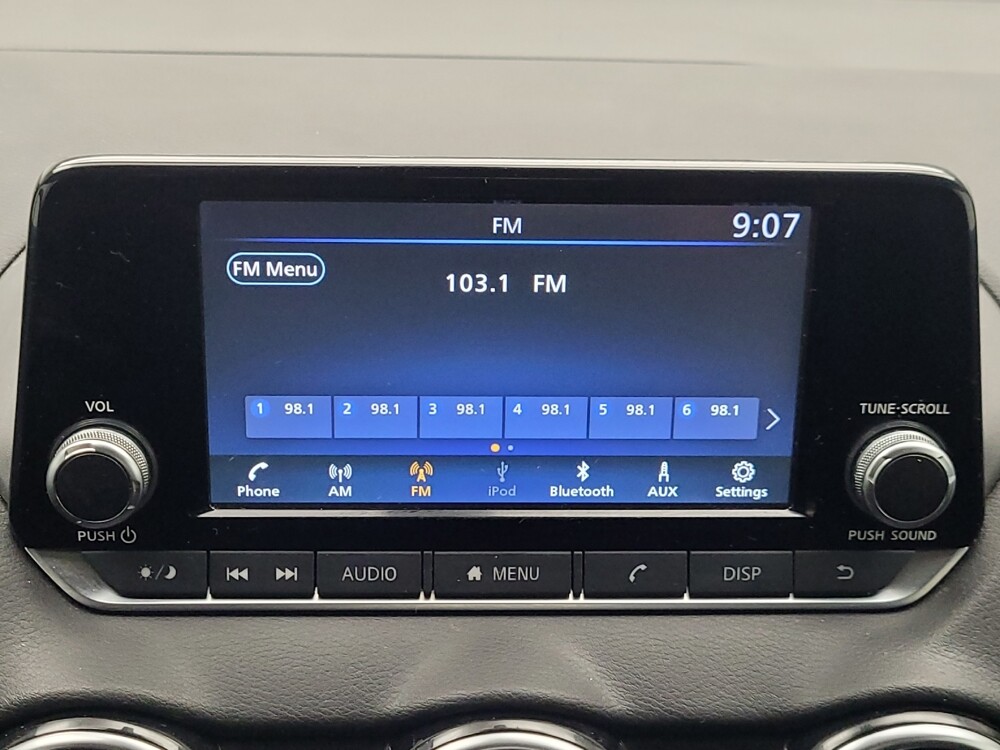 FM 9:07
FM Menu
103.1 FM
1 98.1 2 98.1 3 98.1 4 98.1 5 98.1 6 98.1
VOL
TUNE·SCROLL
Phone AM FM iPod Bluetooth AUX Settings
PUSH
PUSH SOUND
AUDIO MENU DISP